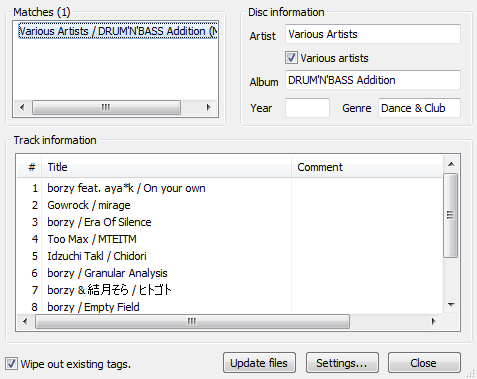 Matches (1)
Various Artists / DRUM'N'BASS Addition (M
Disc information
Artist Various Artists
Various artists
Album DRUM'N'BASS Addition
Year Genre Dance & Club
Track information
# Title Comment
1 borzy feat. aya*k / On your own
2 Gowrock / mirage
3 borzy / Era Of Silence
4 Too Max / MTEITM
5 Idzuchi Takl / Chidori
6 borzy / Granular Analysis
7 borzy & 結月そら / ヒトゴト
8 borzy / Empty Field
Wipe out existing tags.
Update files
Settings...
Close